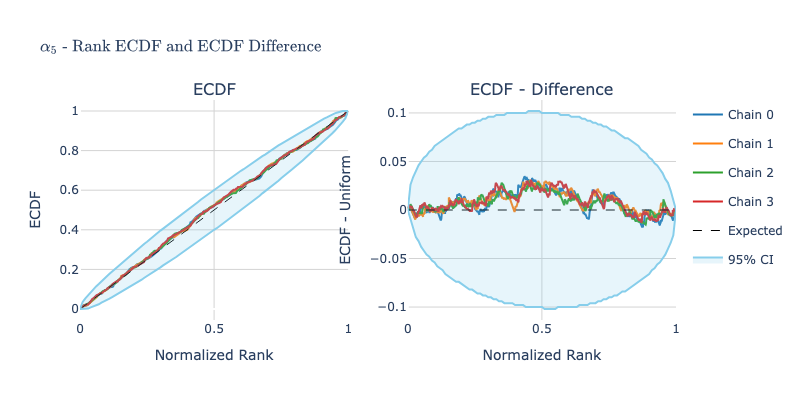 α₅ - Rank ECDF and ECDF Difference
ECDF
ECDF
1
0.8
0.6
0.4
0.2
0
0
0.5
1
Normalized Rank
ECDF - Difference
ECDF - Uniform
0.1
0.05
0
−0.05
−0.1
0
0.5
1
Normalized Rank
Chain 0
Chain 1
Chain 2
Chain 3
Expected
95% CI